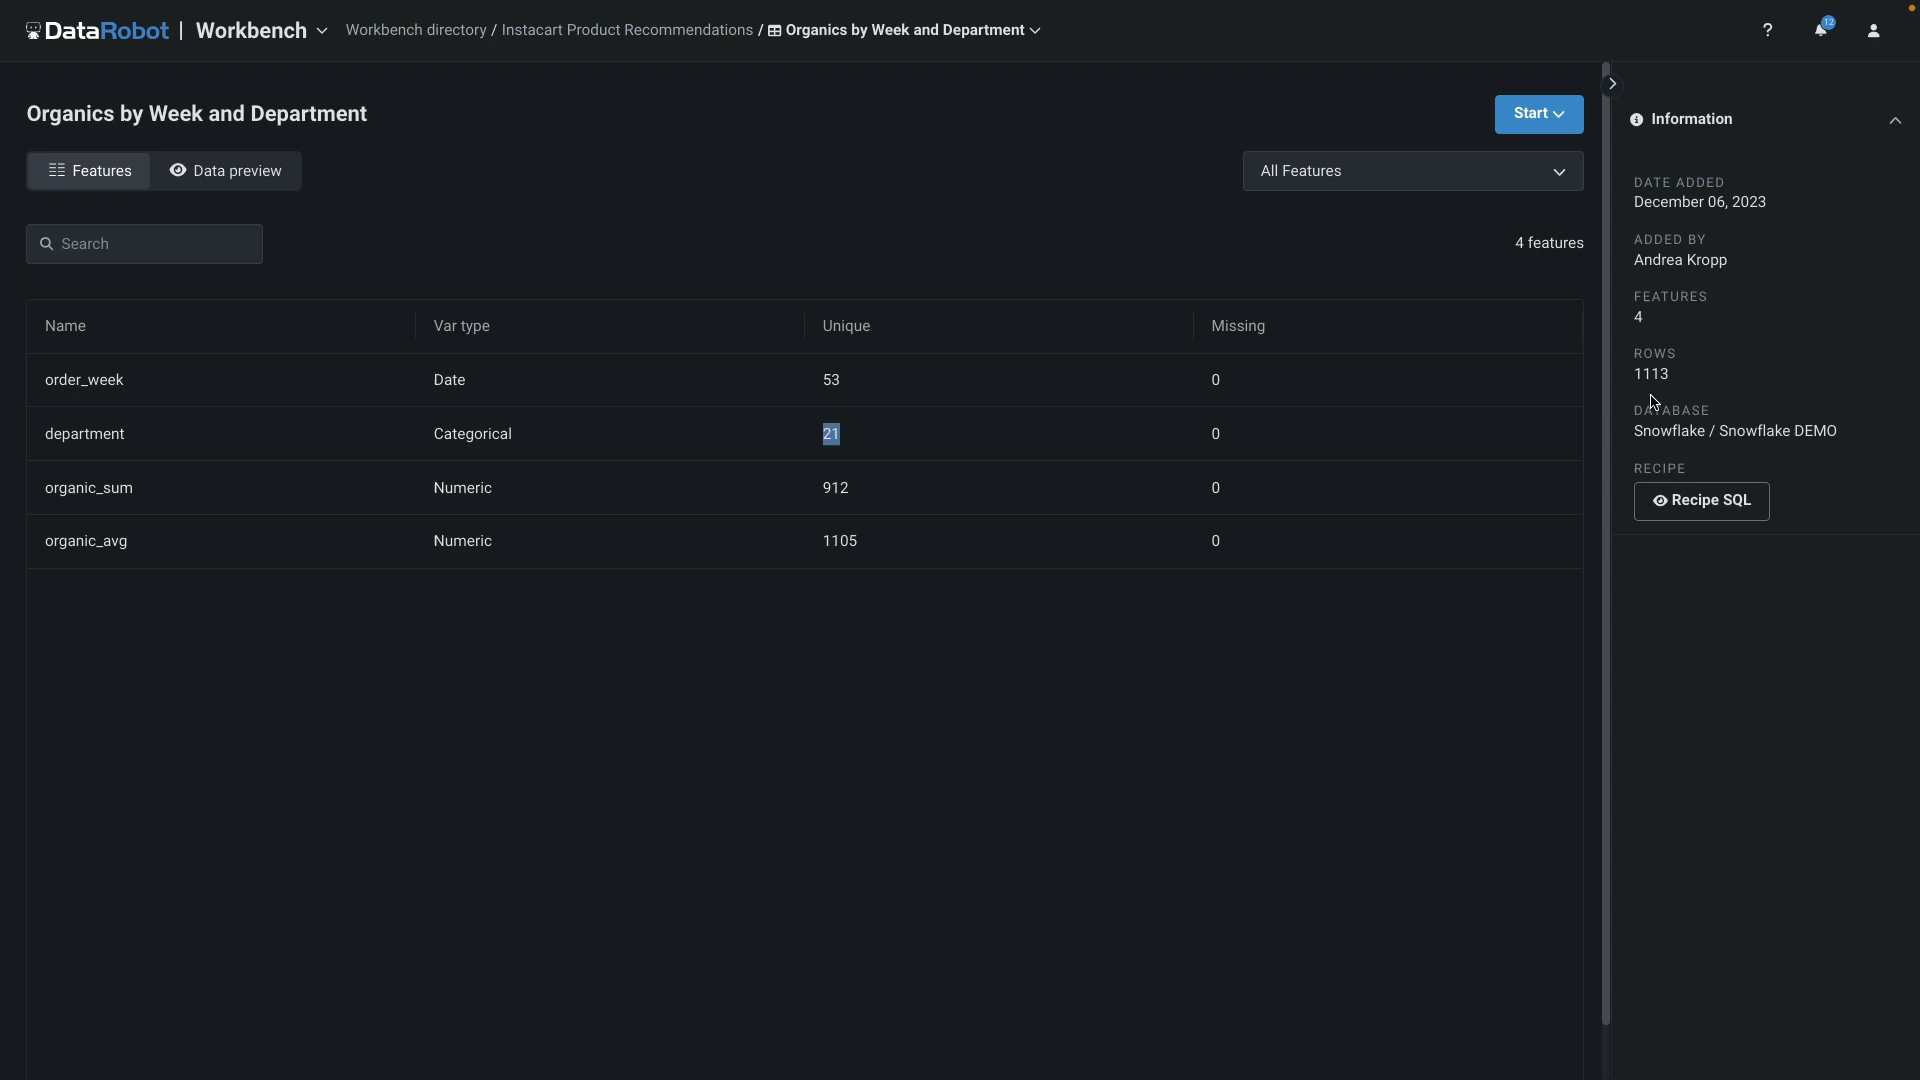 DataRobot | Workbench Workbench directory / Instacart Product Recommendations / Organics by Week and Department ? 12
Organics by Week and Department
Start
Features Data preview
All Features
Search
4 features
Name Var type Unique Missing
order_week Date 53 0
department Categorical 21 0
organic_sum Numeric 912 0
organic_avg Numeric 1105 0
Information
DATE ADDED
December 06, 2023
ADDED BY
Andrea Kropp
FEATURES
4
ROWS
1113
DATABASE
Snowflake / Snowflake DEMO
RECIPE
Recipe SQL